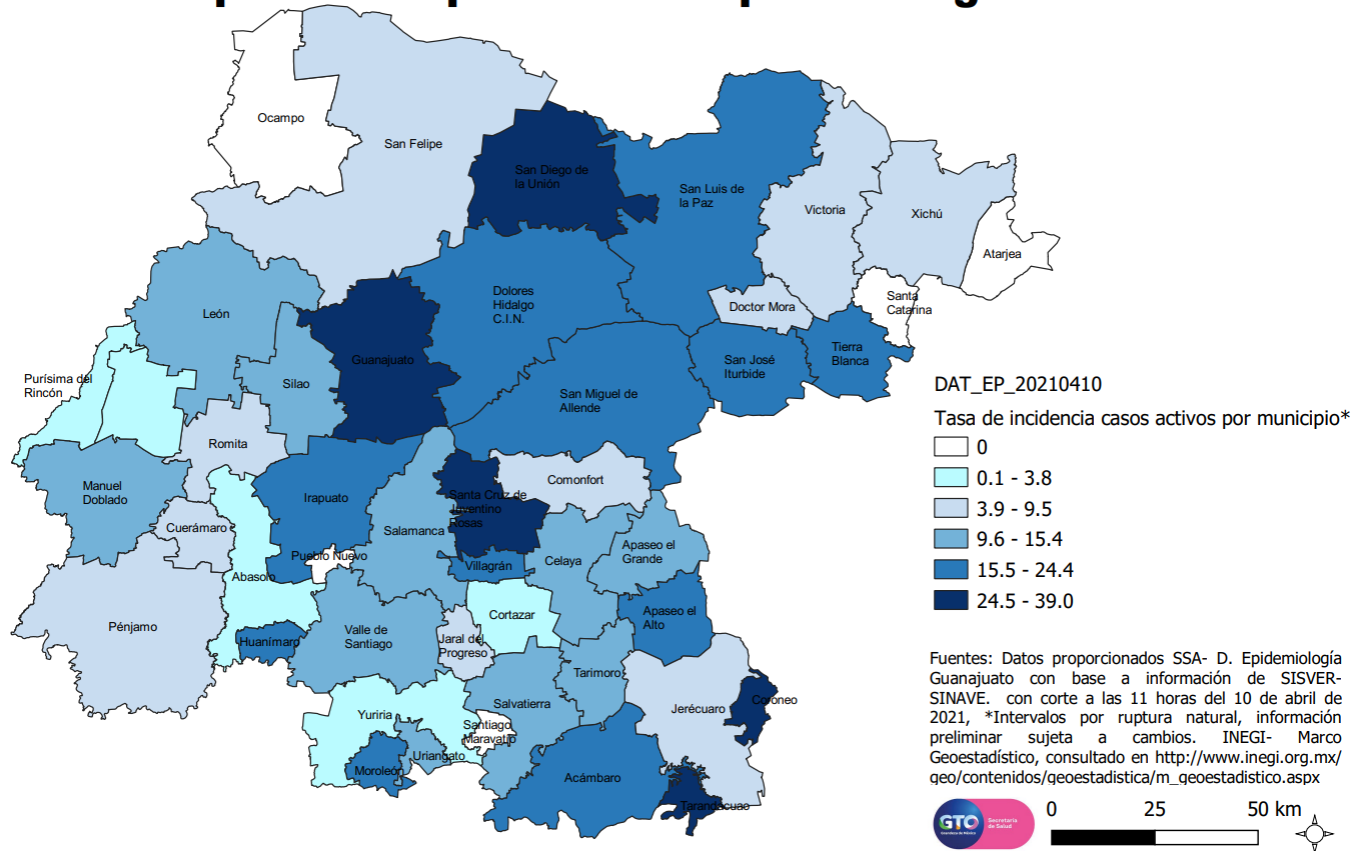 Ocampo
San Felipe
San Diego de
la Unión
San Luis de
la Paz
Victoria
Xichú
Atarjea
Santa
Catarina
Doctor Mora
Dolores
Hidalgo
C.I.N.
León
Guanajuato
Silao
Purísima del
Rincón
San José
Iturbide
Tierra
Blanca
San Miguel de
Allende
Romita
Manuel
Doblado
Irapuato
Comonfort
Santa Cruz de
Juventino
Rosas
Cuerámaro
Salamanca
Pueblo Nuevo
Villagrán
Celaya
Apaseo el
Grande
Abasolo
Pénjamo
Huanímaro
Valle de
Santiago
Cortazar
Jaral del
Progreso
Apaseo el
Alto
Tarimoro
Jerécuaro
Coroneo
Yuriria
Salvatierra
Santiago
Maravatío
Uriangato
Moroleón
Acámbaro
Tarandacuao
DAT_EP_20210410
Tasa de incidencia casos activos por municipio*
0
0.1 - 3.8
3.9 - 9.5
9.6 - 15.4
15.5 - 24.4
24.5 - 39.0
Fuentes: Datos proporcionados SSA- D. Epidemiología
Guanajuato con base a información de SISVER-
SINAVE. con corte a las 11 horas del 10 de abril de
2021, *Intervalos por ruptura natural, información
preliminar sujeta a cambios. INEGI- Marco
Geoestadístico, consultado en http://www.inegi.org.mx/
geo/contenidos/geoestadistica/m_geoestadistico.aspx
GTO
Secretaría
de Salud
0 25 50 km